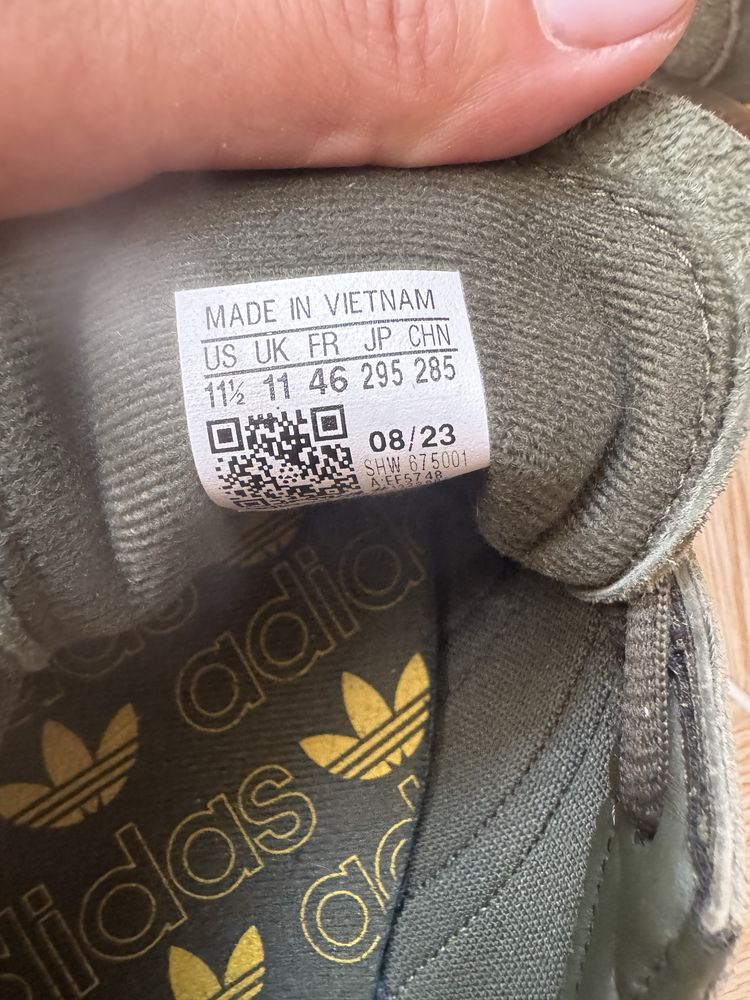 MADE IN VIETNAM
US UK FR JP CHN
11½ 11 46 295 285
08/23
SHW 675001
adidas
adidas